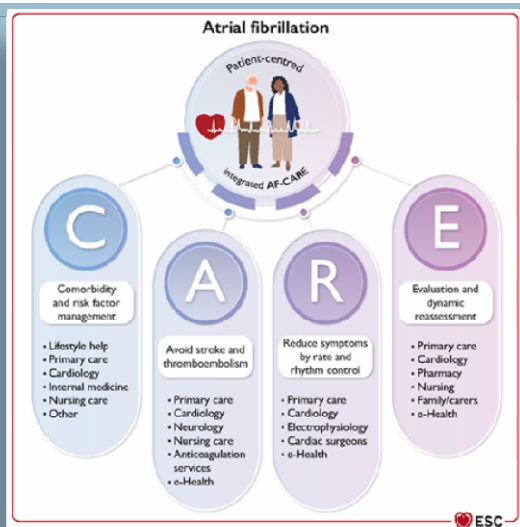 Atrial fibrillation
Patient-centred
integrated AF-CARE
C
Comorbidity
and risk factor
management
• Lifestyle help
• Primary care
• Cardiology
• Internal medicine
• Nursing care
• Other
A
Avoid stroke and
thromboembolism
• Primary care
• Cardiology
• Neurology
• Nursing care
• Anticoagulation
services
• e-Health
R
Reduce symptoms
by rate and
rhythm control
• Primary care
• Cardiology
• Electrophysiology
• Cardiac surgeons
• e-Health
E
Evaluation and
dynamic
reassessment
• Primary care
• Cardiology
• Pharmacy
• Nursing
• Family/carers
• e-Health
ESC